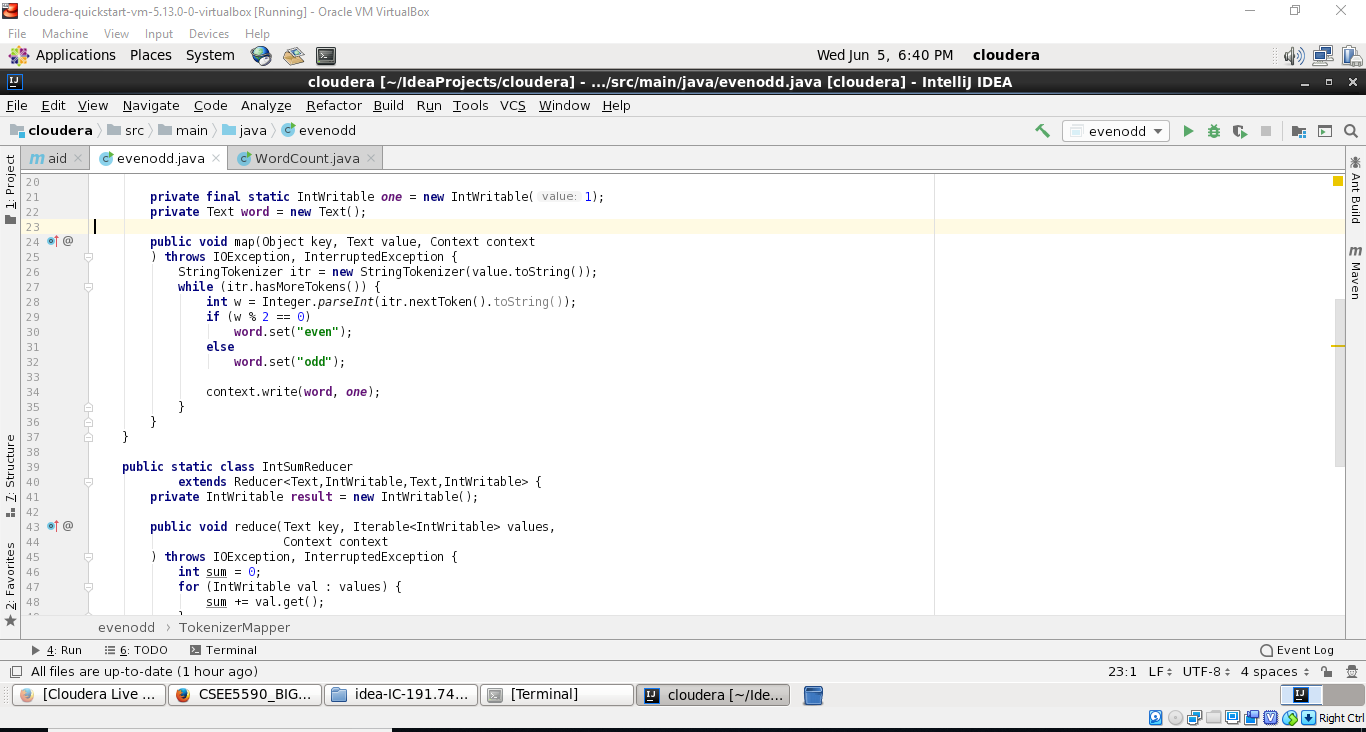 cloudera-quickstart-vm-5.13.0-0-virtualbox [Running] - Oracle VM VirtualBox
File Machine View Input Devices Help
Applications Places System Wed Jun 5, 6:40 PM cloudera
IJ cloudera [~/IdeaProjects/cloudera] - .../src/main/java/evenodd.java [cloudera] - IntelliJ IDEA
File Edit View Navigate Code Analyze Refactor Build Run Tools VCS Window Help
cloudera src main java evenodd evenodd
m aid evenodd.java WordCount.java
1: Project
7: Structure
2: Favorites
20
21 private final static IntWritable one = new IntWritable( value: 1);
22 private Text word = new Text();
23
24 @ public void map(Object key, Text value, Context context
25 ) throws IOException, InterruptedException {
26 StringTokenizer itr = new StringTokenizer(value.toString());
27 while (itr.hasMoreTokens()) {
28 int w = Integer.parseInt(itr.nextToken().toString());
29 if (w % 2 == 0)
30 word.set("even");
31 else
32 word.set("odd");
33
34 context.write(word, one);
35 }
36 }
37 }
38
39 public static class IntSumReducer
40 extends Reducer<Text,IntWritable,Text,IntWritable> {
41 private IntWritable result = new IntWritable();
42
43 @ public void reduce(Text key, Iterable<IntWritable> values,
44 Context context
45 ) throws IOException, InterruptedException {
46 int sum = 0;
47 for (IntWritable val : values) {
48 sum += val.get();
Ant Build
m Maven
evenodd › TokenizerMapper
4: Run 6: TODO Terminal Event Log
All files are up-to-date (1 hour ago) 23:1 LF UTF-8 4 spaces
[Cloudera Live ... CSEE5590_BIG... idea-IC-191.74... [Terminal] IJ cloudera [~/Ide... IJ
Right Ctrl